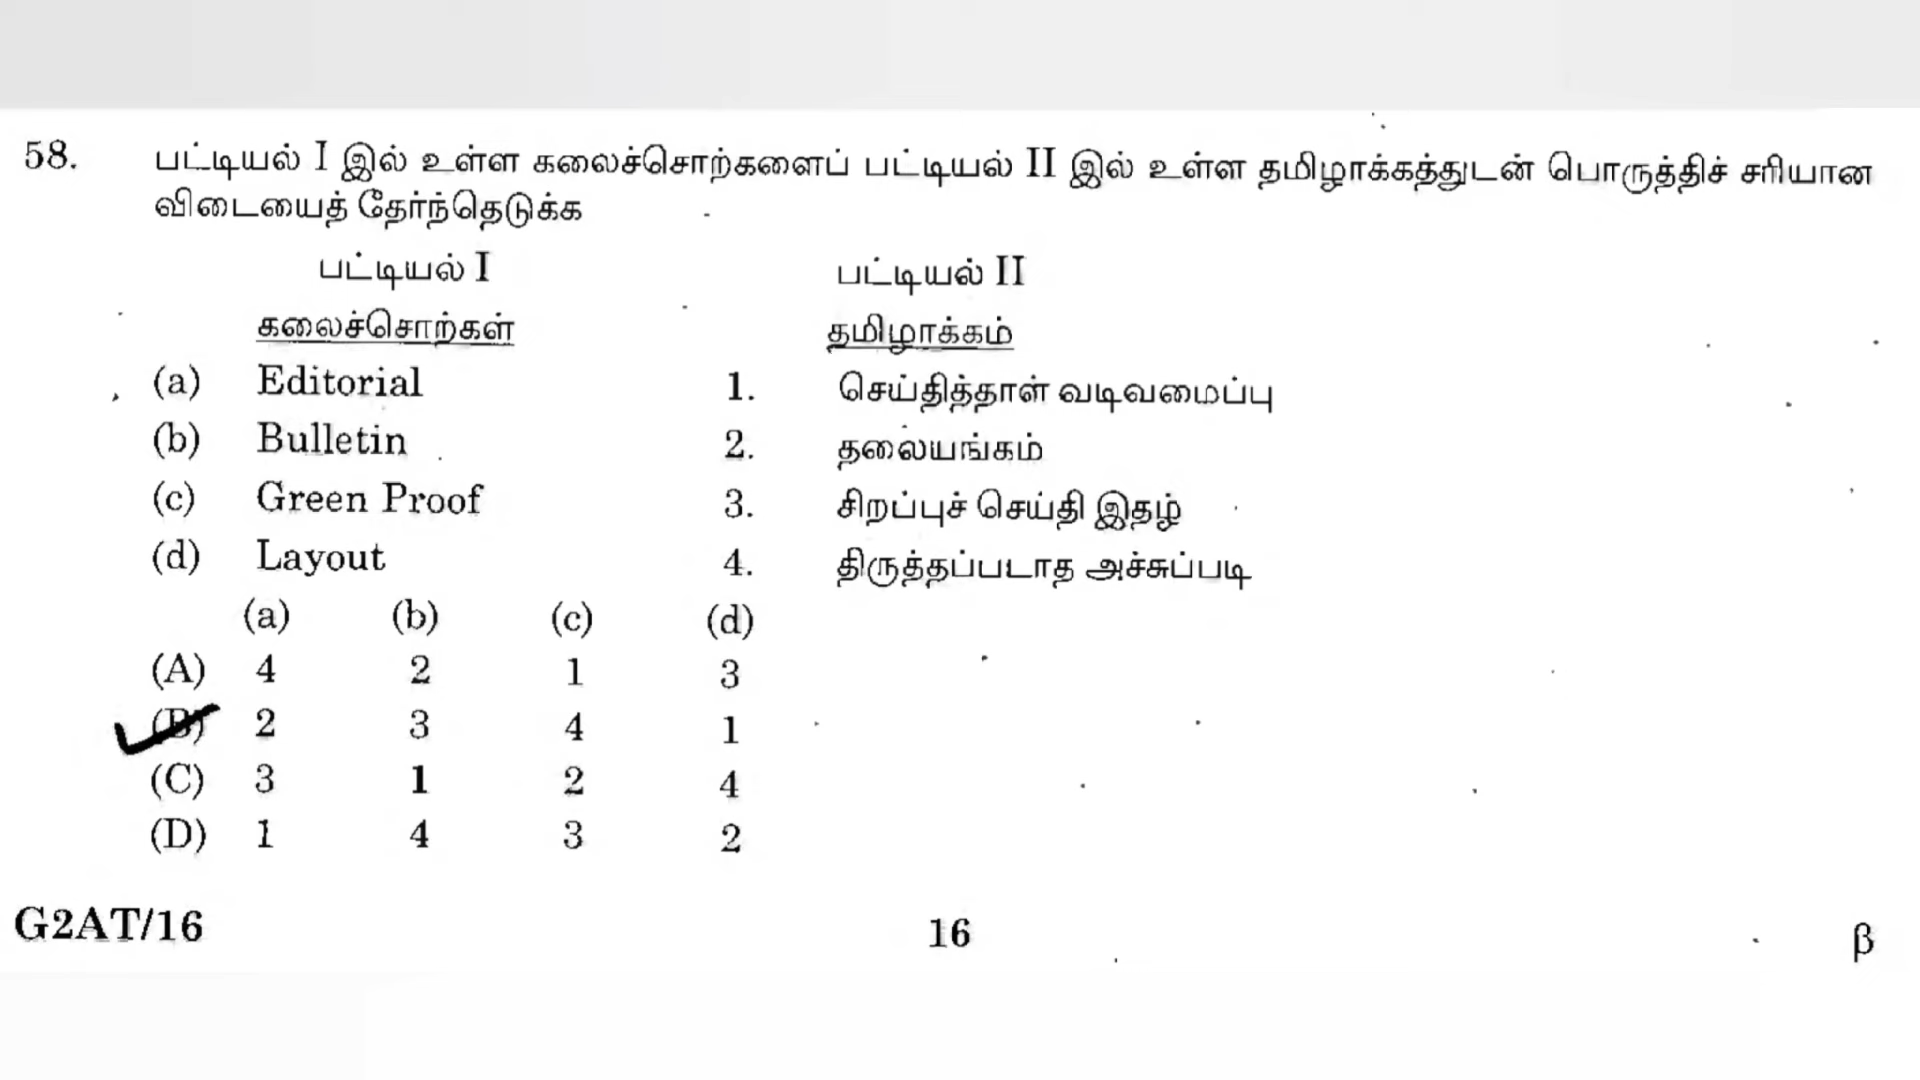 58. பட்டியல் I இல் உள்ள கலைச்சொற்களைப் பட்டியல் II இல் உள்ள தமிழாக்கத்துடன் பொருத்திச் சரியான
விடையைத் தேர்ந்தெடுக்க
பட்டியல் I பட்டியல் II
கலைச்சொற்கள் தமிழாக்கம்
(a) Editorial 1. செய்தித்தாள் வடிவமைப்பு
(b) Bulletin 2. தலையங்கம்
(c) Green Proof 3. சிறப்புச் செய்தி இதழ்
(d) Layout 4. திருத்தப்படாத அச்சுப்படி
(a) (b) (c) (d)
(A) 4 2 1 3
(B) 2 3 4 1
(C) 3 1 2 4
(D) 1 4 3 2
G2AT/16 16 β